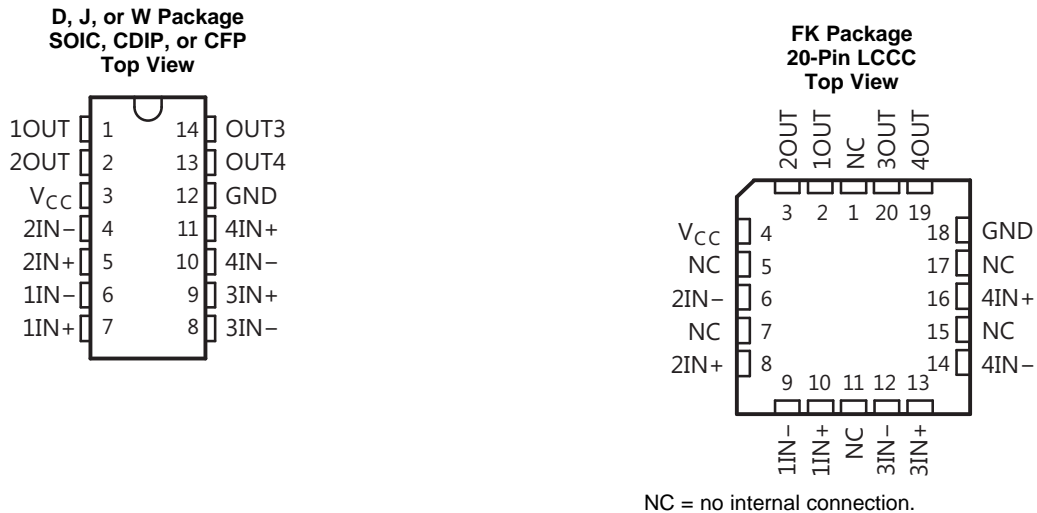 D, J, or W Package
SOIC, CDIP, or CFP
Top View
1OUT 1 14 OUT3
2OUT 2 13 OUT4
VCC 3 12 GND
2IN− 4 11 4IN+
2IN+ 5 10 4IN−
1IN− 6 9 3IN+
1IN+ 7 8 3IN−
FK Package
20-Pin LCCC
Top View
2OUT 1OUT NC 3OUT 4OUT
3 2 1 20 19
VCC 4 18 GND
NC 5 17 NC
2IN− 6 16 4IN+
NC 7 15 NC
2IN+ 8 14 4IN−
9 10 11 12 13
1IN− 1IN+ NC 3IN− 3IN+
NC = no internal connection.